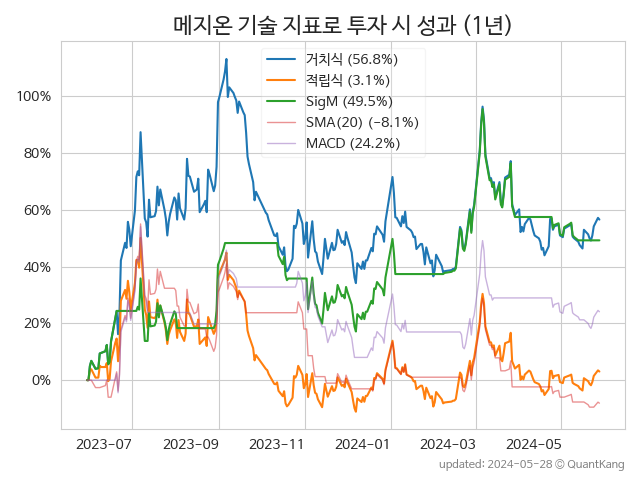 메지온 기술 지표로 투자 시 성과 (1년)
거치식 (56.8%)
적립식 (3.1%)
SigM (49.5%)
SMA(20) (−8.1%)
MACD (24.2%)
100%
80%
60%
40%
20%
0%
2023−07 2023−09 2023−11 2024−01 2024−03 2024−05
updated: 2024−05−28 ⓒ QuantKang